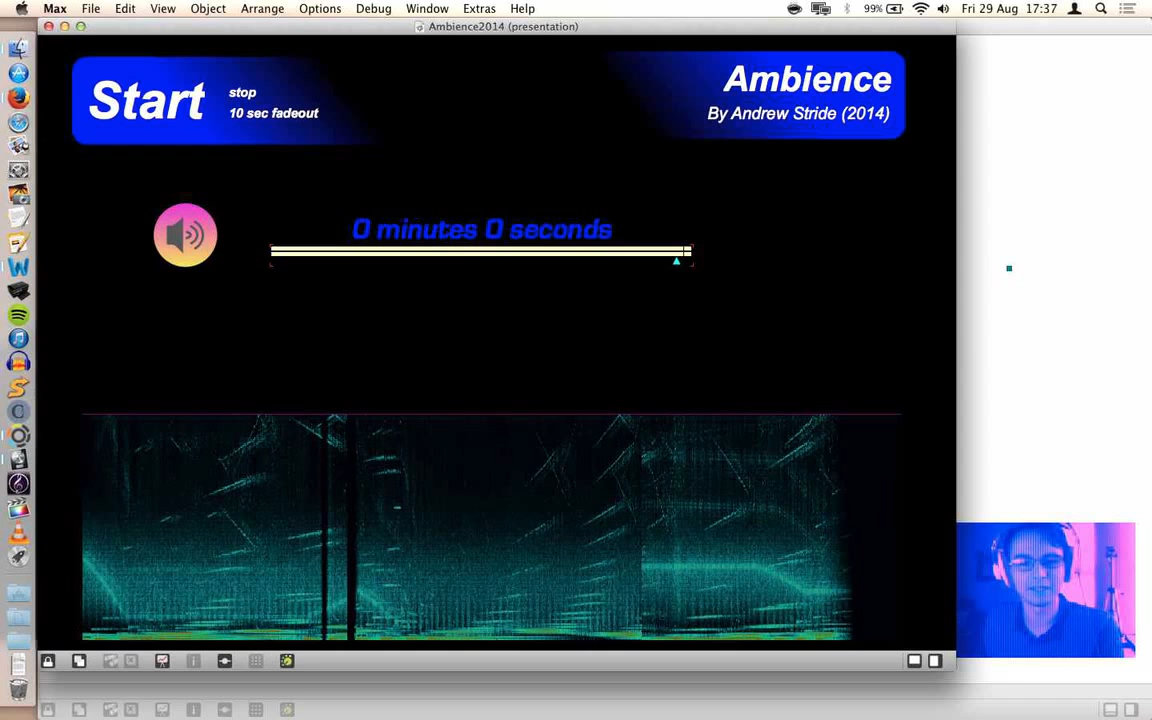 Max File Edit View Object Arrange Options Debug Window Extras Help 99% Fri 29 Aug 17:37
Ambience2014 (presentation)
Start
stop
10 sec fadeout
Ambience
By Andrew Stride (2014)
0 minutes 0 seconds